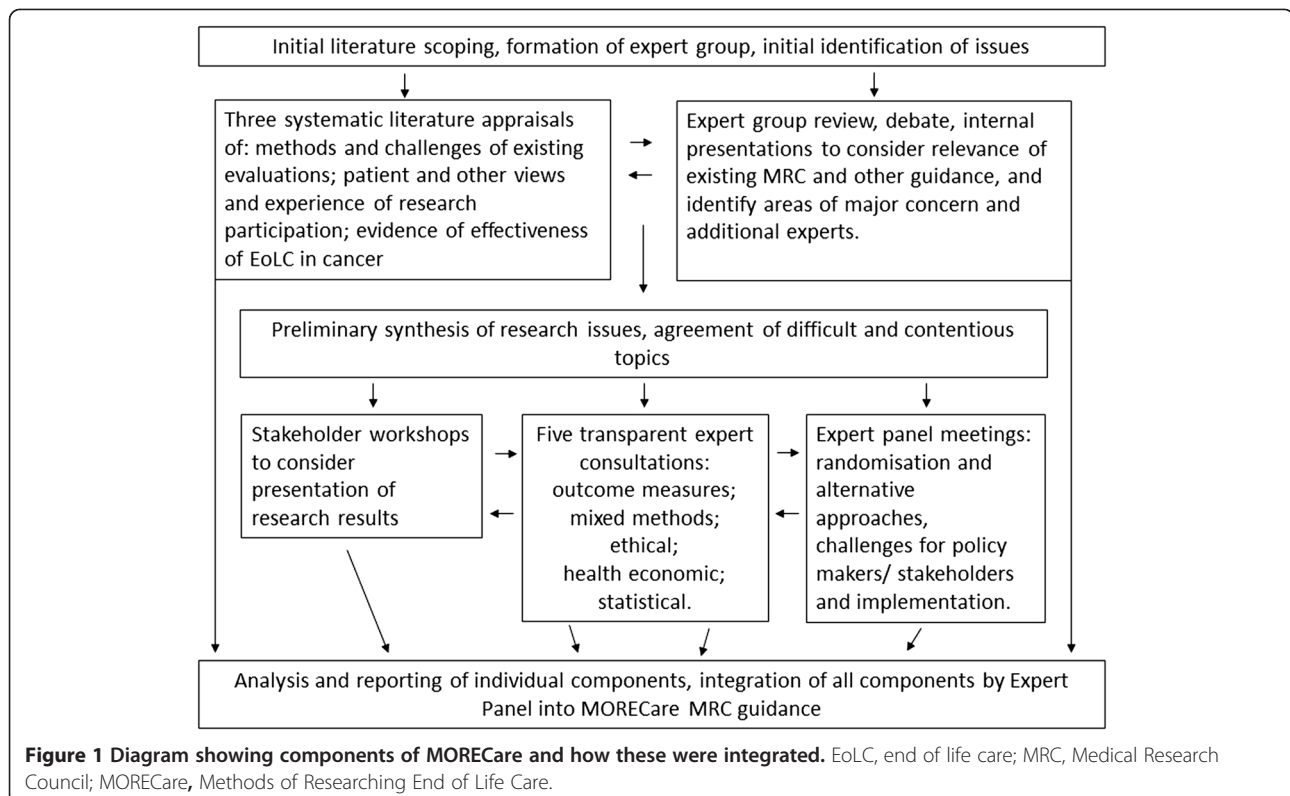 Initial literature scoping, formation of expert group, initial identification of issues
Three systematic literature appraisals
of: methods and challenges of existing
evaluations; patient and other views
and experience of research
participation; evidence of effectiveness
of EoLC in cancer
Expert group review, debate, internal
presentations to consider relevance of
existing MRC and other guidance, and
identify areas of major concern and
additional experts.
Preliminary synthesis of research issues, agreement of difficult and contentious
topics
Stakeholder workshops
to consider
presentation of
research results
Five transparent expert
consultations:
outcome measures;
mixed methods;
ethical;
health economic;
statistical.
Expert panel meetings:
randomisation and
alternative
approaches,
challenges for policy
makers/ stakeholders
and implementation.
Analysis and reporting of individual components, integration of all components by Expert
Panel into MORECare MRC guidance
Figure 1 Diagram showing components of MORECare and how these were integrated. EoLC, end of life care; MRC, Medical Research
Council; MORECare, Methods of Researching End of Life Care.